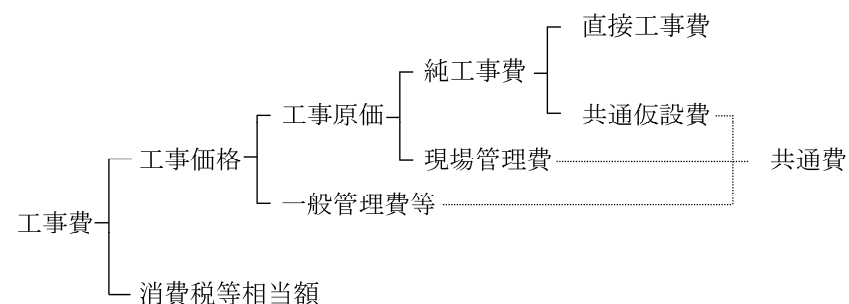 直接工事費
純工事費
工事原価
共通仮設費
工事価格
現場管理費
共通費
一般管理費等
工事費
消費税等相当額